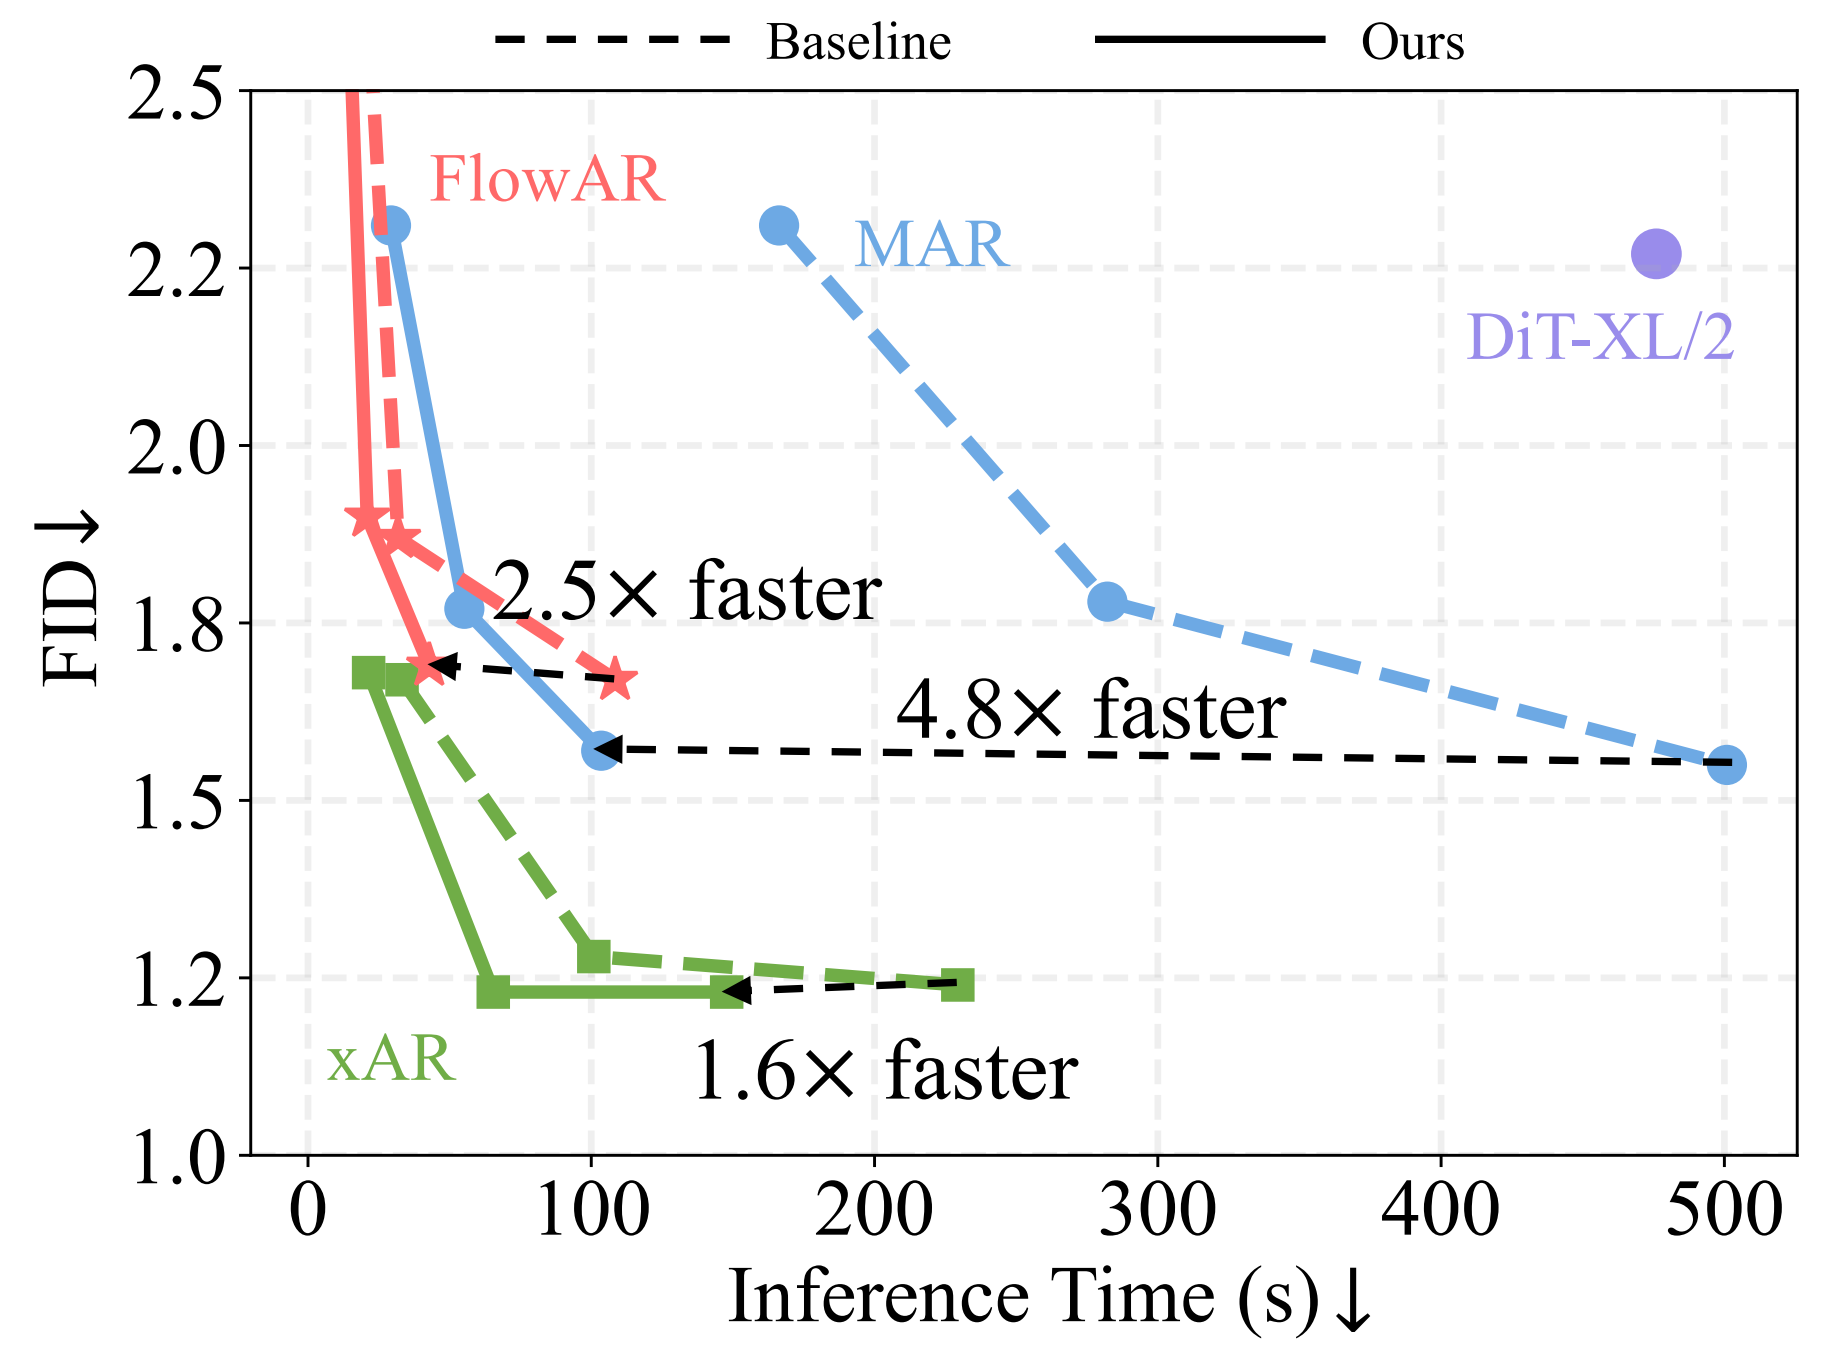 Baseline
Ours
2.5
FlowAR
MAR
2.2
DiT-XL/2
2.0
FID↓
2.5× faster
1.8
4.8× faster
1.5
1.2
xAR
1.6× faster
1.0
0 100 200 300 400 500
Inference Time (s)↓